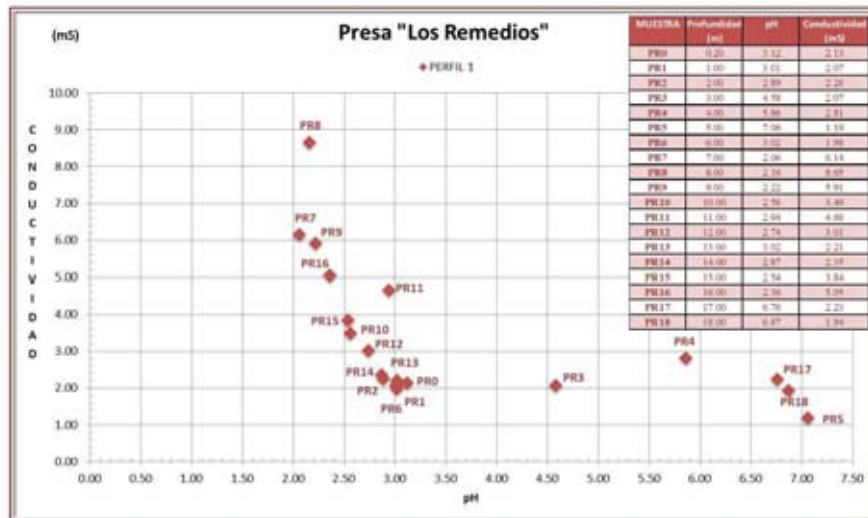 Presa "Los Remedios"
(mS)
PERFIL 1
CONDUCTIVIDAD
10.00
9.00
8.00
7.00
6.00
5.00
4.00
3.00
2.00
1.00
0.00
0.00 0.50 1.00 1.50 2.00 2.50 3.00 3.50 4.00 4.50 5.00 5.50 6.00 6.50 7.00 7.50
pH
PR8
PR7
PR9
PR16
PR11
PR15
PR10
PR12
PR14
PR13
PR2
PR0
PR6
PR1
PR3
PR4
PR17
PR18
PR5
MUESTRA Profundidad (m) pH Conductividad (mS)
PR0 0.20 3.12 2.13
PR1 1.00 3.01 2.07
PR2 2.00 2.89 2.26
PR3 3.00 4.58 2.07
PR4 4.00 5.86 2.81
PR5 5.00 7.06 1.19
PR6 6.00 3.02 1.98
PR7 7.00 2.06 6.14
PR8 8.00 2.16 8.65
PR9 9.00 2.22 5.91
PR10 10.00 2.56 3.48
PR11 11.00 2.94
PR12 12.00 2.74 3.01
PR13 13.00 3.02 2.21
PR14 14.00 2.87 2.35
PR15 15.00 2.54 3.84
PR16 16.00 2.36 5.05
PR17 17.00 6.76 2.23
PR18 18.00 6.87 1.94